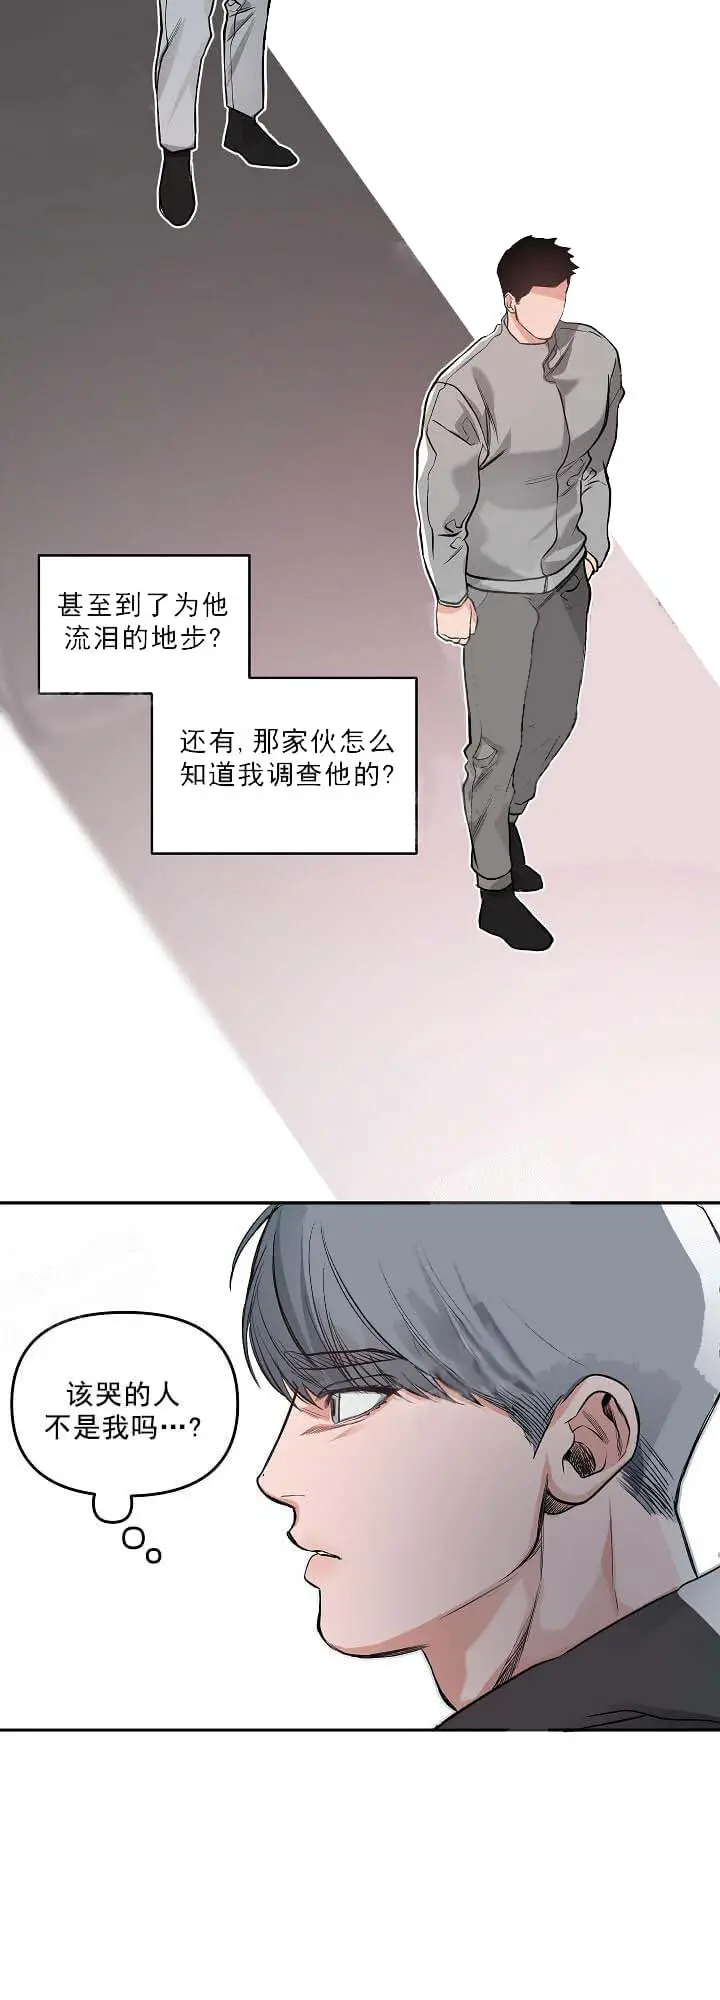 甚至到了为他
流泪的地步?
还有, 那家伙怎么
知道我调查他的?
该哭的人
不是我吗…?